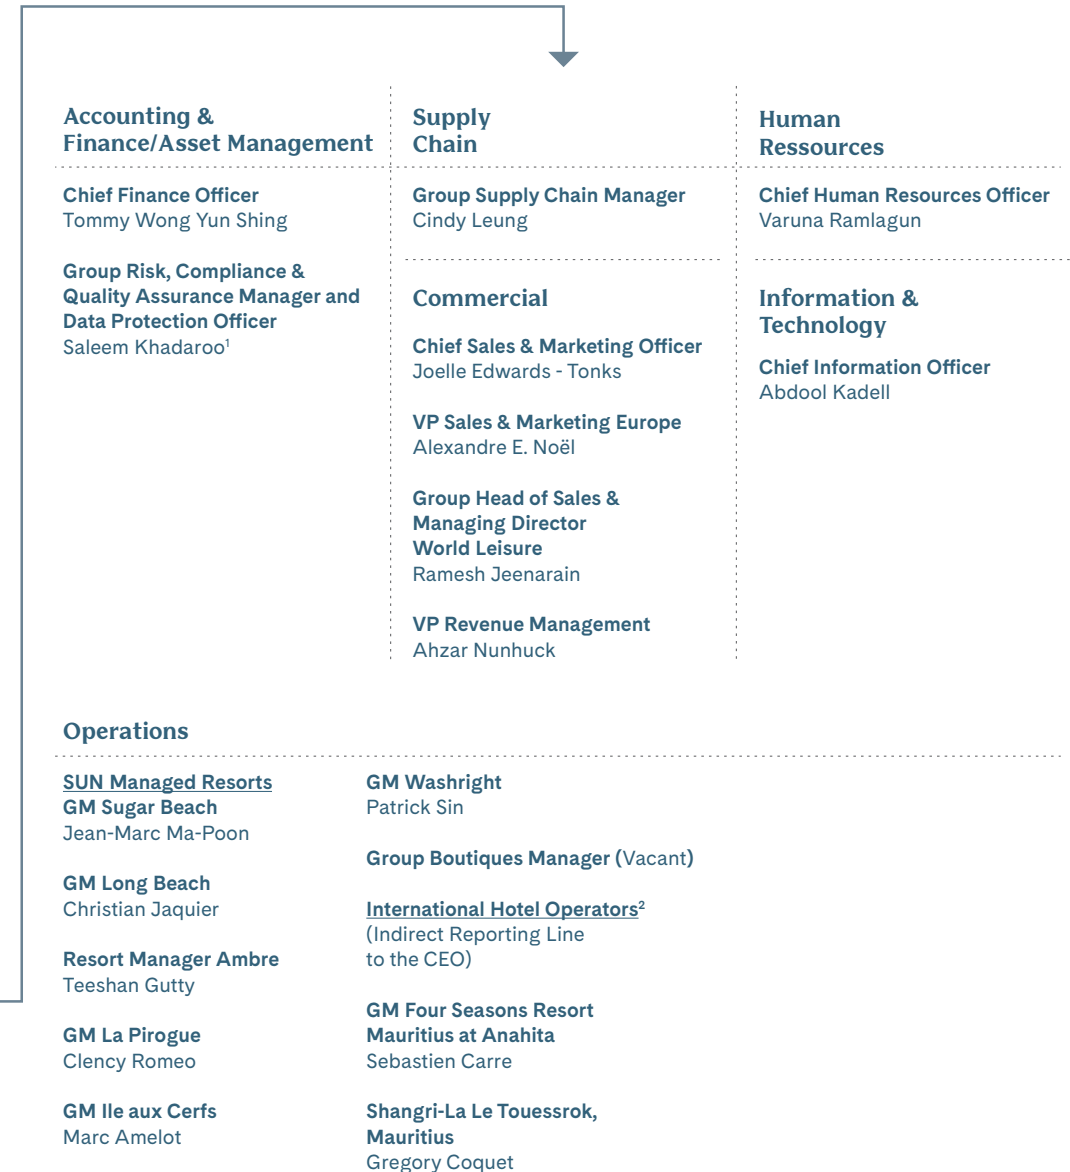 Accounting &
Finance/Asset Management
Chief Finance Officer
Tommy Wong Yun Shing
Group Risk, Compliance &
Quality Assurance Manager and
Data Protection Officer
Saleem Khadaroo¹
Supply
Chain
Group Supply Chain Manager
Cindy Leung
Commercial
Chief Sales & Marketing Officer
Joelle Edwards - Tonks
VP Sales & Marketing Europe
Alexandre E. Noël
Group Head of Sales &
Managing Director
World Leisure
Ramesh Jeenarain
VP Revenue Management
Ahzar Nunhuck
Human
Ressources
Chief Human Resources Officer
Varuna Ramlagun
Information &
Technology
Chief Information Officer
Abdool Kadell
Operations
SUN Managed Resorts
GM Sugar Beach
Jean-Marc Ma-Poon
GM Long Beach
Christian Jaquier
Resort Manager Ambre
Teeshan Gutty
GM La Pirogue
Clency Romeo
GM Ile aux Cerfs
Marc Amelot
GM Washright
Patrick Sin
Group Boutiques Manager (Vacant)
International Hotel Operators²
(Indirect Reporting Line
to the CEO)
GM Four Seasons Resort
Mauritius at Anahita
Sebastien Carre
Shangri-La Le Touessrok,
Mauritius
Gregory Coquet